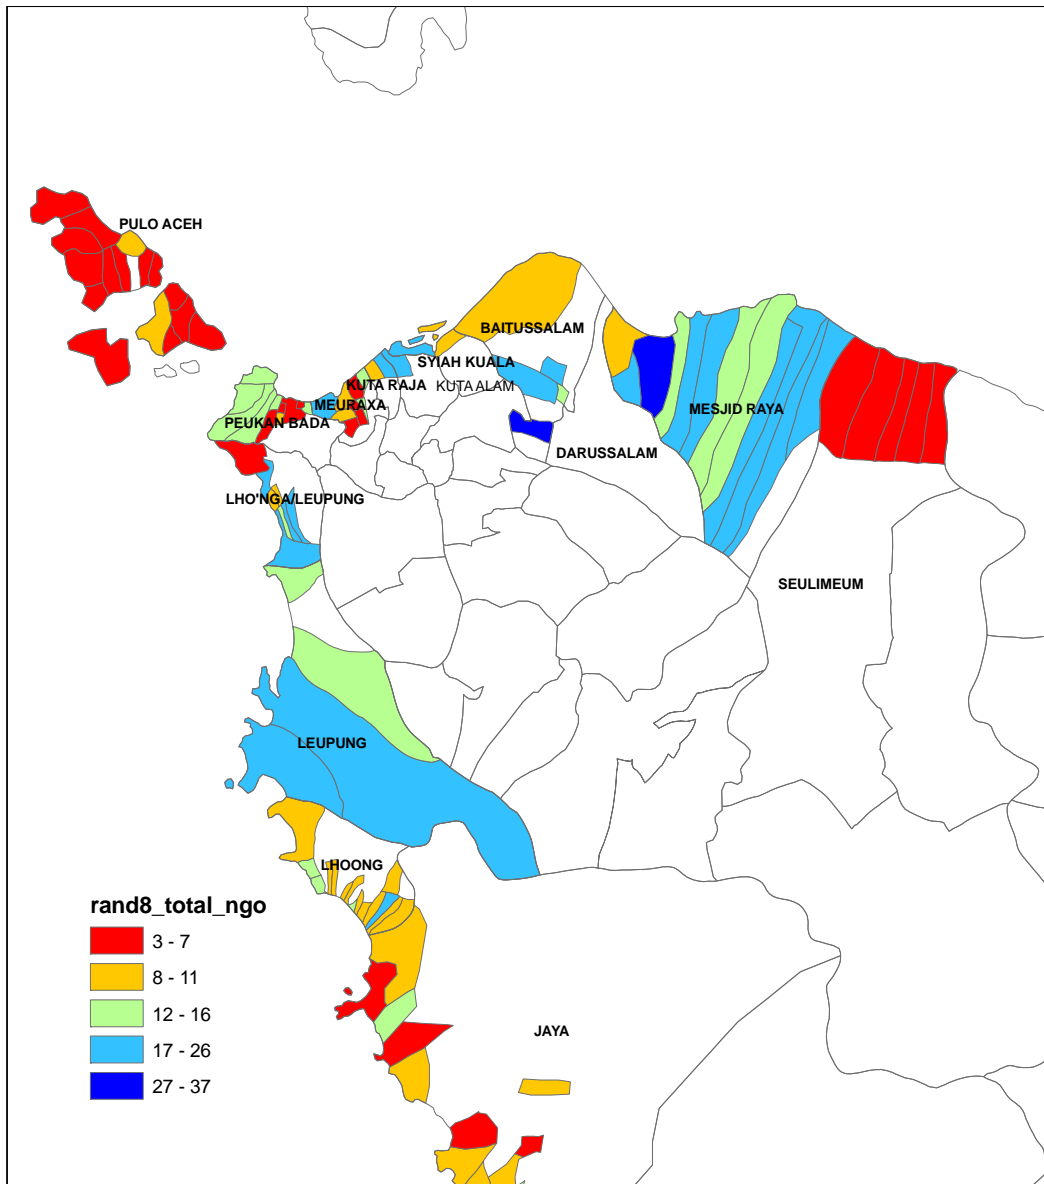 PULO ACEH
BAITUSSALAM
SYIAH KUALA
KUTA RAJA
KUTA ALAM
MEURAXA
MESJID RAYA
PEUKAN BADA
DARUSSALAM
LHO'NGA/LEUPUNG
SEULIMEUM
LEUPUNG
LHOONG
rand8_total_ngo
3 - 7
8 - 11
12 - 16
17 - 26
27 - 37
JAYA